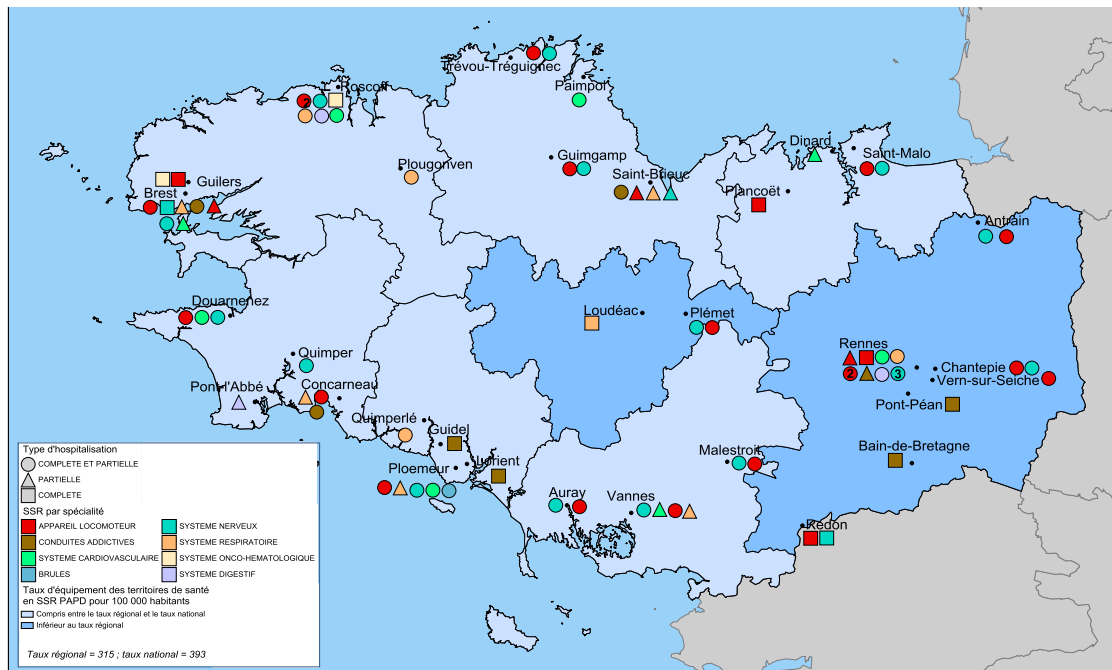 Trévou-Tréguignec
Roscoff
2
Paimpol
Dinard
Saint-Malo
Plougonven
Guimgamp
Saint-Brieuc
Guilers
Brest
Plancoët
Antrain
Douarnenez
Loudéac
Plémet
Rennes
Quimper
Chantepie
2
3
Vern-sur-Seiche
Pont-l'Abbé
Concarneau
Pont-Péan
Quimperlé
Guidel
Bain-de-Bretagne
Malestroit
Ploemeur
Lorient
Auray
Vannes
Redon
Type d'hospitalisation
COMPLETE ET PARTIELLE
PARTIELLE
COMPLETE
SSR par spécialité
APPAREIL LOCOMOTEUR
SYSTEME NERVEUX
CONDUITES ADDICTIVES
SYSTEME RESPIRATOIRE
SYSTEME CARDIOVASCULAIRE
SYSTEME ONCO-HEMATOLOGIQUE
BRULES
SYSTEME DIGESTIF
Taux d'équipement des territoires de santé
en SSR PAPD pour 100 000 habitants
Compris entre le taux régional et le taux national
Inférieur au taux régional
Taux régional = 315 ; taux national = 393